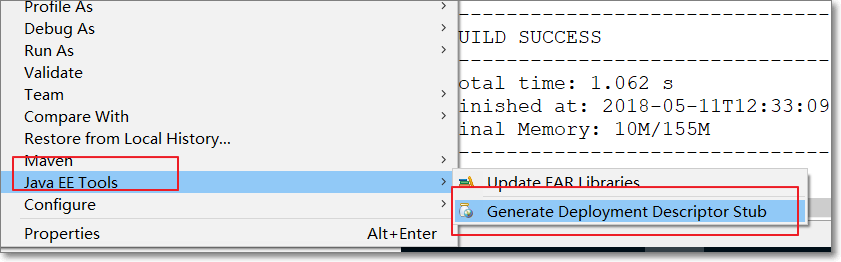 Profile As
Debug As
Run As
Validate
Team
Compare With
Restore from Local History...
Maven
Java EE Tools
Configure
Properties Alt+Enter
Update EAR Libraries
Generate Deployment Descriptor Stub
--------------------------------
UILD SUCCESS
--------------------------------
otal time: 1.062 s
inished at: 2018-05-11T12:33:09
inal Memory: 10M/155M
--------------------------------